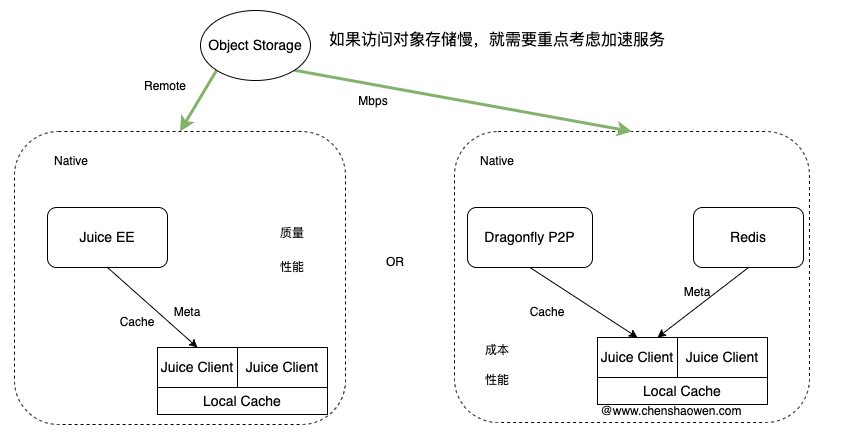 Object Storage
如果访问对象存储慢，就需要重点考虑加速服务
Remote
Mbps
Native
Juice EE
质量
性能
Meta
Cache
Juice Client
Juice Client
Local Cache
OR
Native
Dragonfly P2P
Redis
Meta
Cache
成本
性能
Juice Client
Juice Client
Local Cache
@www.chenshaowen.com